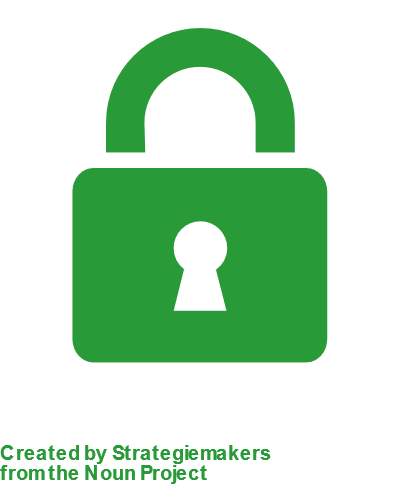 Created by Strategiemakers
from the Noun Project